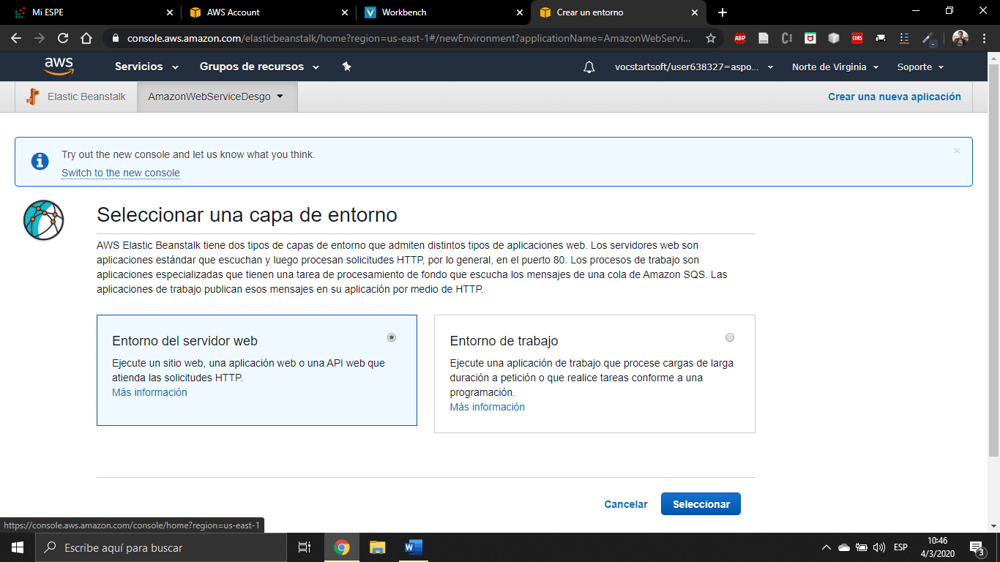 Mi ESPE
AWS Account
Workbench
Crear un entorno
console.aws.amazon.com/elasticbeanstalk/home?region=us-east-1#/newEnvironment?applicationName=AmazonWebServi...
ABP
CORS
aws
Servicios
Grupos de recursos
vocstartsoft/user638327=aspo...
Norte de Virginia
Soporte
Elastic Beanstalk
AmazonWebServiceDesgo
Crear una nueva aplicación
Try out the new console and let us know what you think.
Switch to the new console
Seleccionar una capa de entorno
AWS Elastic Beanstalk tiene dos tipos de capas de entorno que admiten distintos tipos de aplicaciones web. Los servidores web son
aplicaciones estándar que escuchan y luego procesan solicitudes HTTP, por lo general, en el puerto 80. Los procesos de trabajo son
aplicaciones especializadas que tienen una tarea de procesamiento de fondo que escucha los mensajes de una cola de Amazon SQS. Las
aplicaciones de trabajo publican esos mensajes en su aplicación por medio de HTTP.
Entorno del servidor web
Ejecute un sitio web, una aplicación web o una API web que
atienda las solicitudes HTTP.
Más información
Entorno de trabajo
Ejecute una aplicación de trabajo que procese cargas de larga
duración a petición o que realice tareas conforme a una
programación.
Más información
Cancelar
Seleccionar
https://console.aws.amazon.com/console/home?region=us-east-1
Escribe aquí para buscar
ESP
10:46
4/3/2020
3